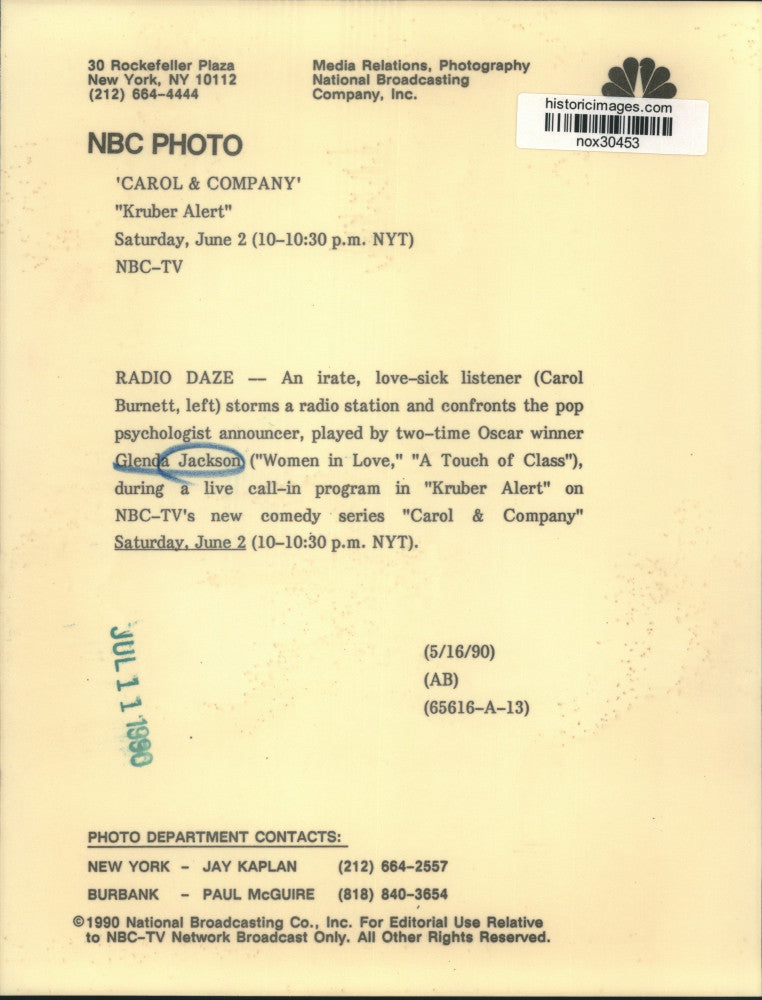 30 Rockefeller Plaza
New York, NY 10112
(212) 664-4444
Media Relations, Photography
National Broadcasting
Company, Inc.
historicimages.com
nox30453
NBC PHOTO
'CAROL & COMPANY'
"Kruber Alert"
Saturday, June 2 (10-10:30 p.m. NYT)
NBC-TV
RADIO DAZE -- An irate, love-sick listener (Carol
Burnett, left) storms a radio station and confronts the pop
psychologist announcer, played by two-time Oscar winner
Glenda Jackson ("Women in Love," "A Touch of Class"),
during a live call-in program in "Kruber Alert" on
NBC-TV's new comedy series "Carol & Company"
Saturday, June 2 (10-10:30 p.m. NYT).
(5/16/90)
(AB)
(65616-A-13)
JUL 11 1990
PHOTO DEPARTMENT CONTACTS:
NEW YORK - JAY KAPLAN (212) 664-2557
BURBANK - PAUL McGUIRE (818) 840-3654
©1990 National Broadcasting Co., Inc. For Editorial Use Relative
to NBC-TV Network Broadcast Only. All Other Rights Reserved.